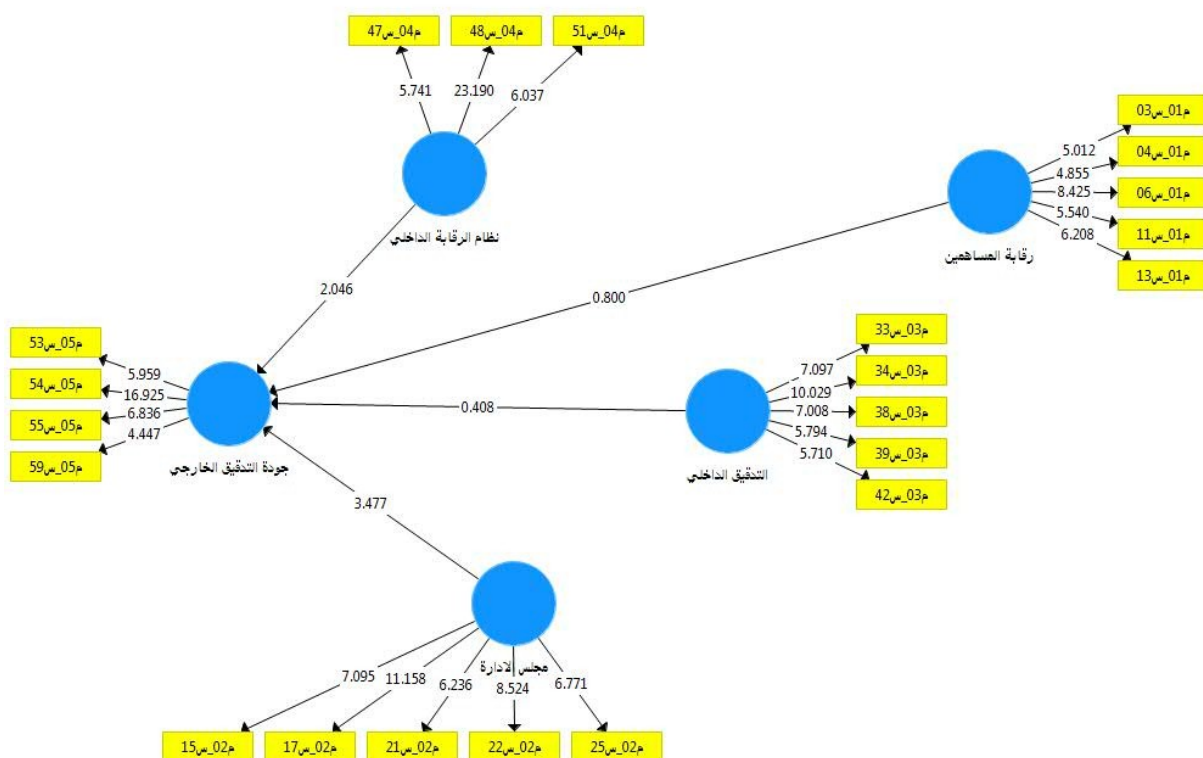 م04_س47
م04_س48
م04_س51
5.741
23.190
6.037
نظام الرقابة الداخلي
م01_س03
م01_س04
م01_س06
م01_س11
م01_س13
5.012
4.855
8.425
5.540
6.208
رقابة المساهمين
2.046
0.800
م05_س53
م05_س54
م05_س55
م05_س59
5.959
16.925
6.836
4.447
جودة التدقيق الخارجي
0.408
م03_س33
م03_س34
م03_س38
م03_س39
م03_س42
7.097
10.029
7.008
5.794
5.710
التدقيق الداخلي
3.477
مجلس الادارة
7.095
11.158
6.236
8.524
6.771
م02_س15
م02_س17
م02_س21
م02_س22
م02_س25